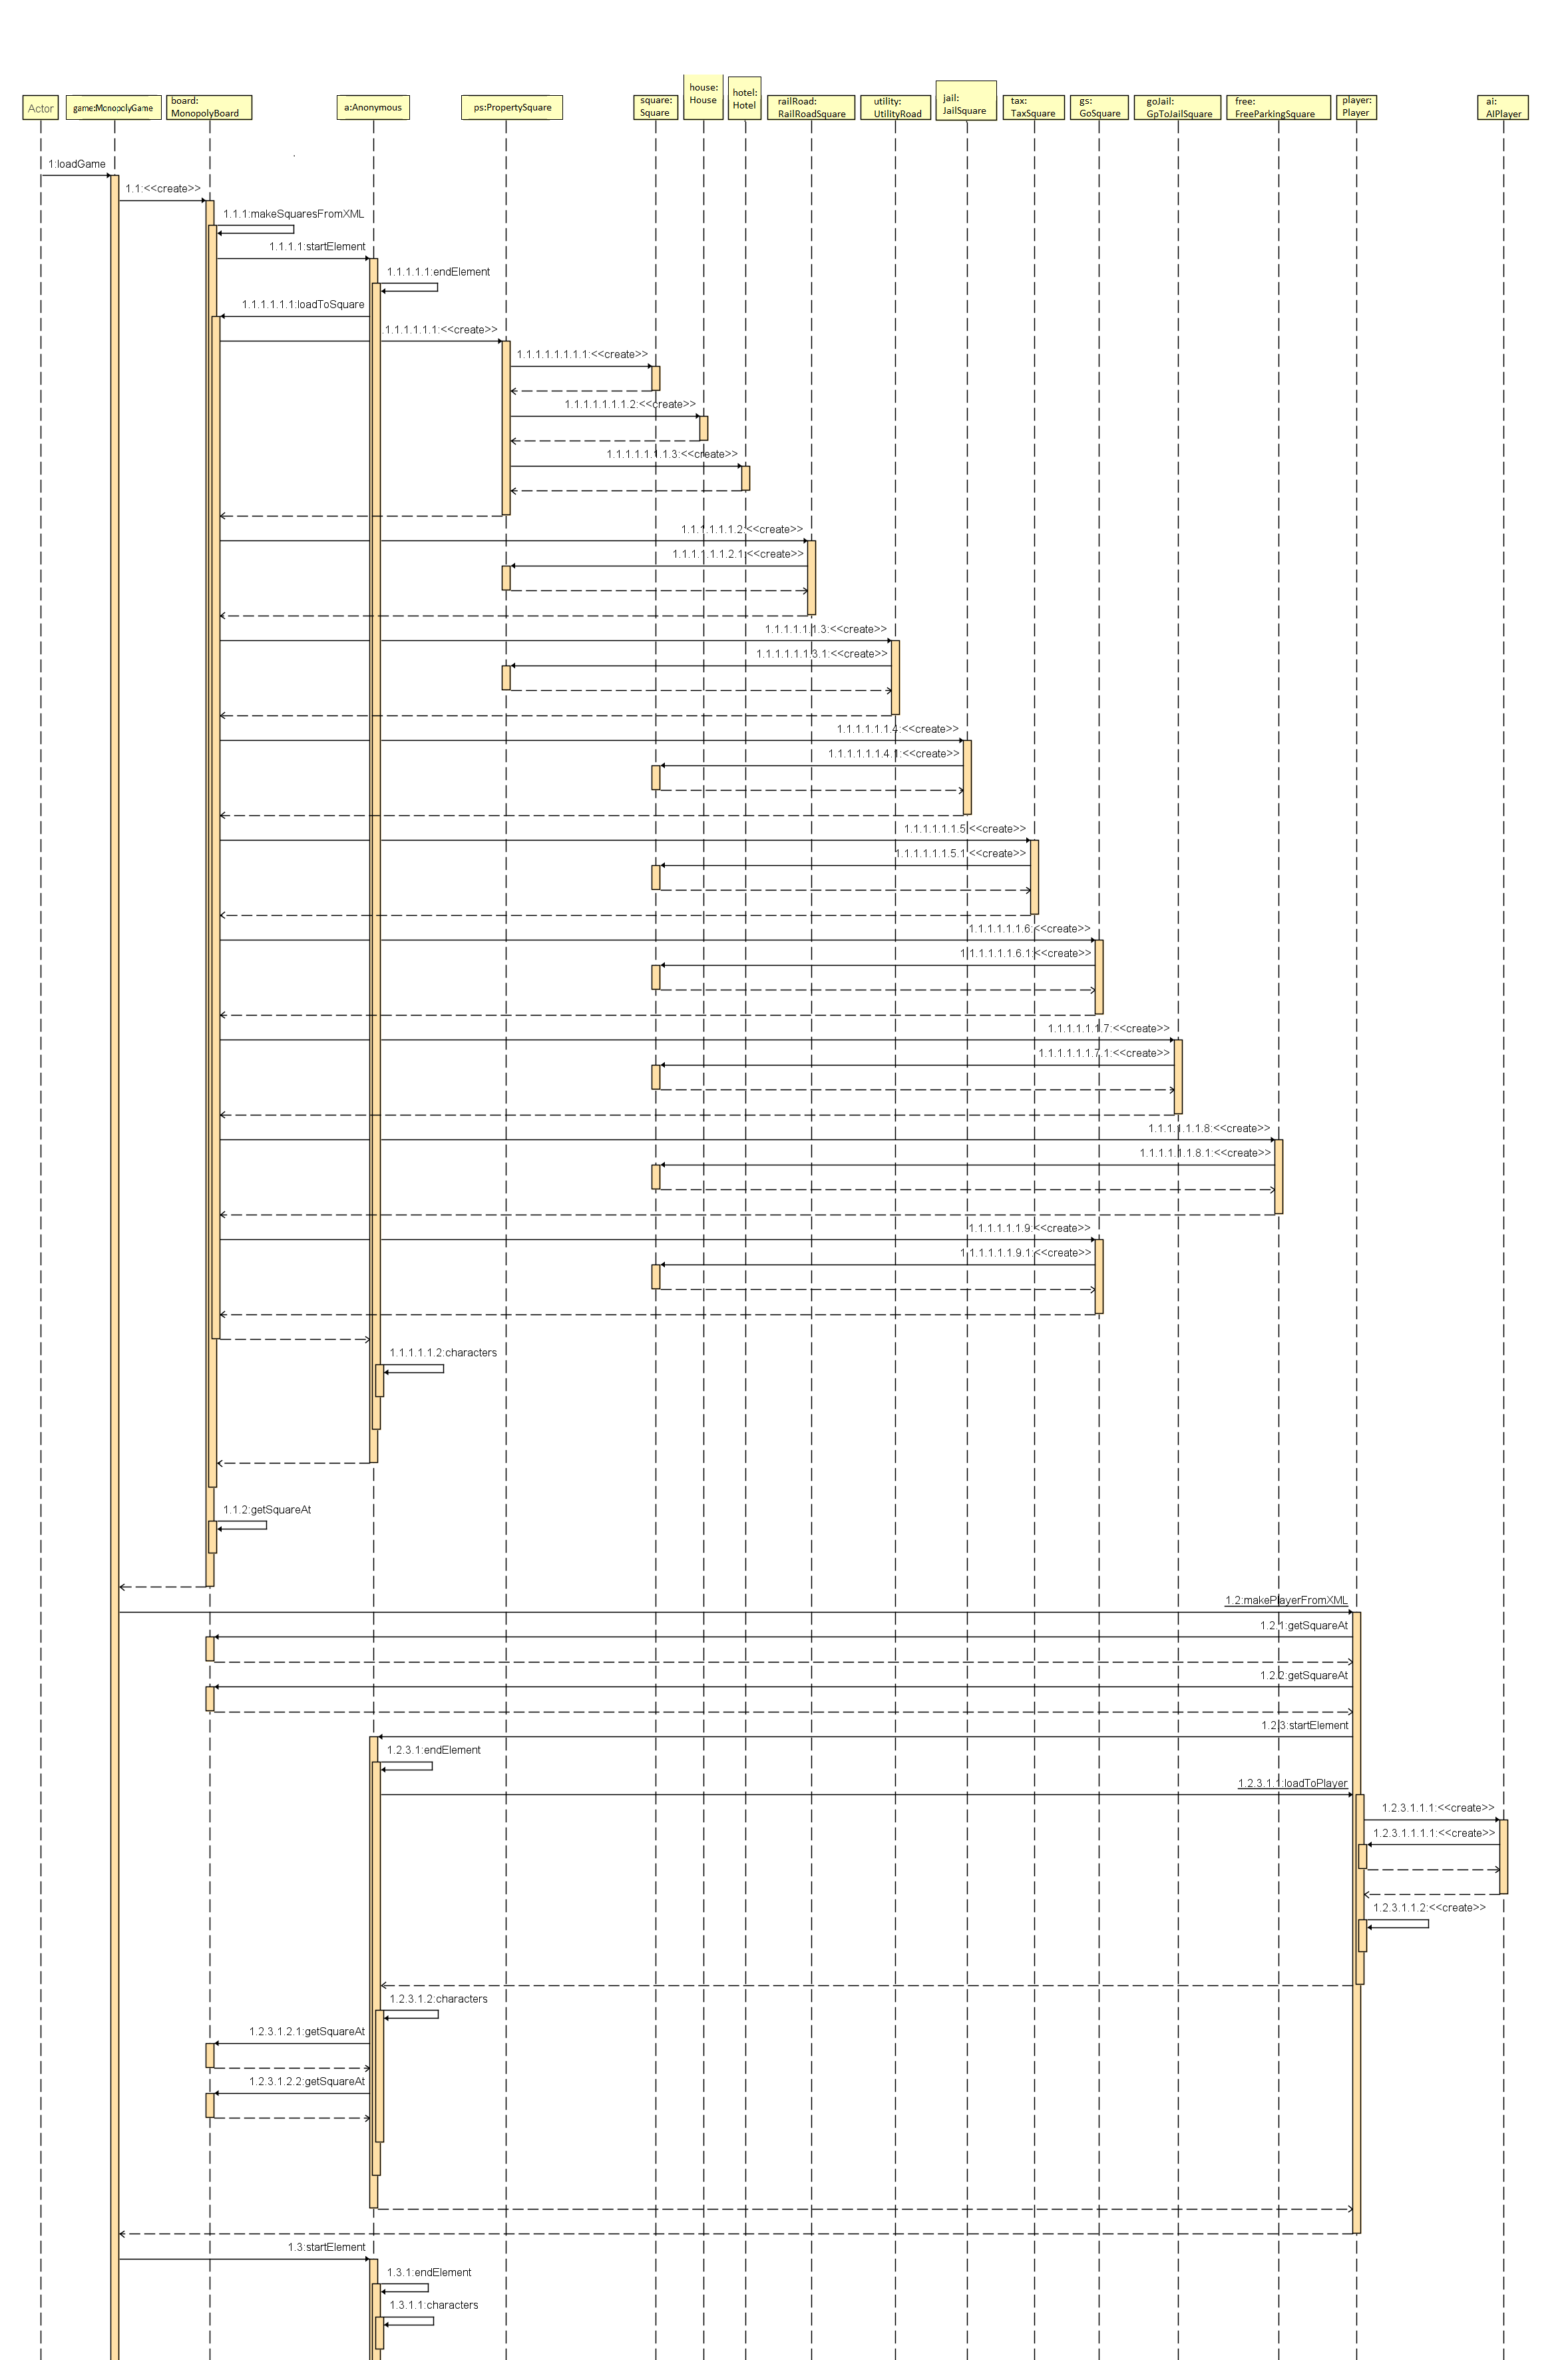 Actor
game:MonopolyGame
board:
MonopolyBoard
a:Anonymous
ps:PropertySquare
square:
Square
house:
House
hotel:
Hotel
railRoad:
RailRoadSquare
utility:
UtilityRoad
jail:
JailSquare
tax:
TaxSquare
gs:
GoSquare
goJail:
GpToJailSquare
free:
FreeParkingSquare
player:
Player
ai:
AIPlayer
1:loadGame
1.1:<<create>>
1.1.1:makeSquaresFromXML
1.1.1.1:startElement
1.1.1.1.1:endElement
1.1.1.1.1.1:loadToSquare
.1.1.1.1.1.1:<<create>>
1.1.1.1.1.1.1.1:<<create>>
1.1.1.1.1.1.1.2:<<create>>
1.1.1.1.1.1.1.3:<<create>>
1.1.1.1.1.1.2:<<create>>
1.1.1.1.1.1.2.1:<<create>>
1.1.1.1.1.1.3:<<create>>
1.1.1.1.1.1.3.1:<<create>>
1.1.1.1.1.1.4:<<create>>
1.1.1.1.1.1.4.1:<<create>>
1.1.1.1.1.1.5:<<create>>
1.1.1.1.1.1.5.1:<<create>>
1.1.1.1.1.1.6:<<create>>
1.1.1.1.1.1.6.1:<<create>>
1.1.1.1.1.1.7:<<create>>
1.1.1.1.1.1.7.1:<<create>>
1.1.1.1.1.1.8:<<create>>
1.1.1.1.1.1.8.1:<<create>>
1.1.1.1.1.1.9:<<create>>
1.1.1.1.1.1.9.1:<<create>>
1.1.1.1.1.2:characters
1.1.2:getSquareAt
1.2:makePlayerFromXML
1.2.1:getSquareAt
1.2.2:getSquareAt
1.2.3:startElement
1.2.3.1:endElement
1.2.3.1.1:loadToPlayer
1.2.3.1.1.1:<<create>>
1.2.3.1.1.1.1:<<create>>
1.2.3.1.1.2:<<create>>
1.2.3.1.2:characters
1.2.3.1.2.1:getSquareAt
1.2.3.1.2.2:getSquareAt
1.3:startElement
1.3.1:endElement
1.3.1.1:characters